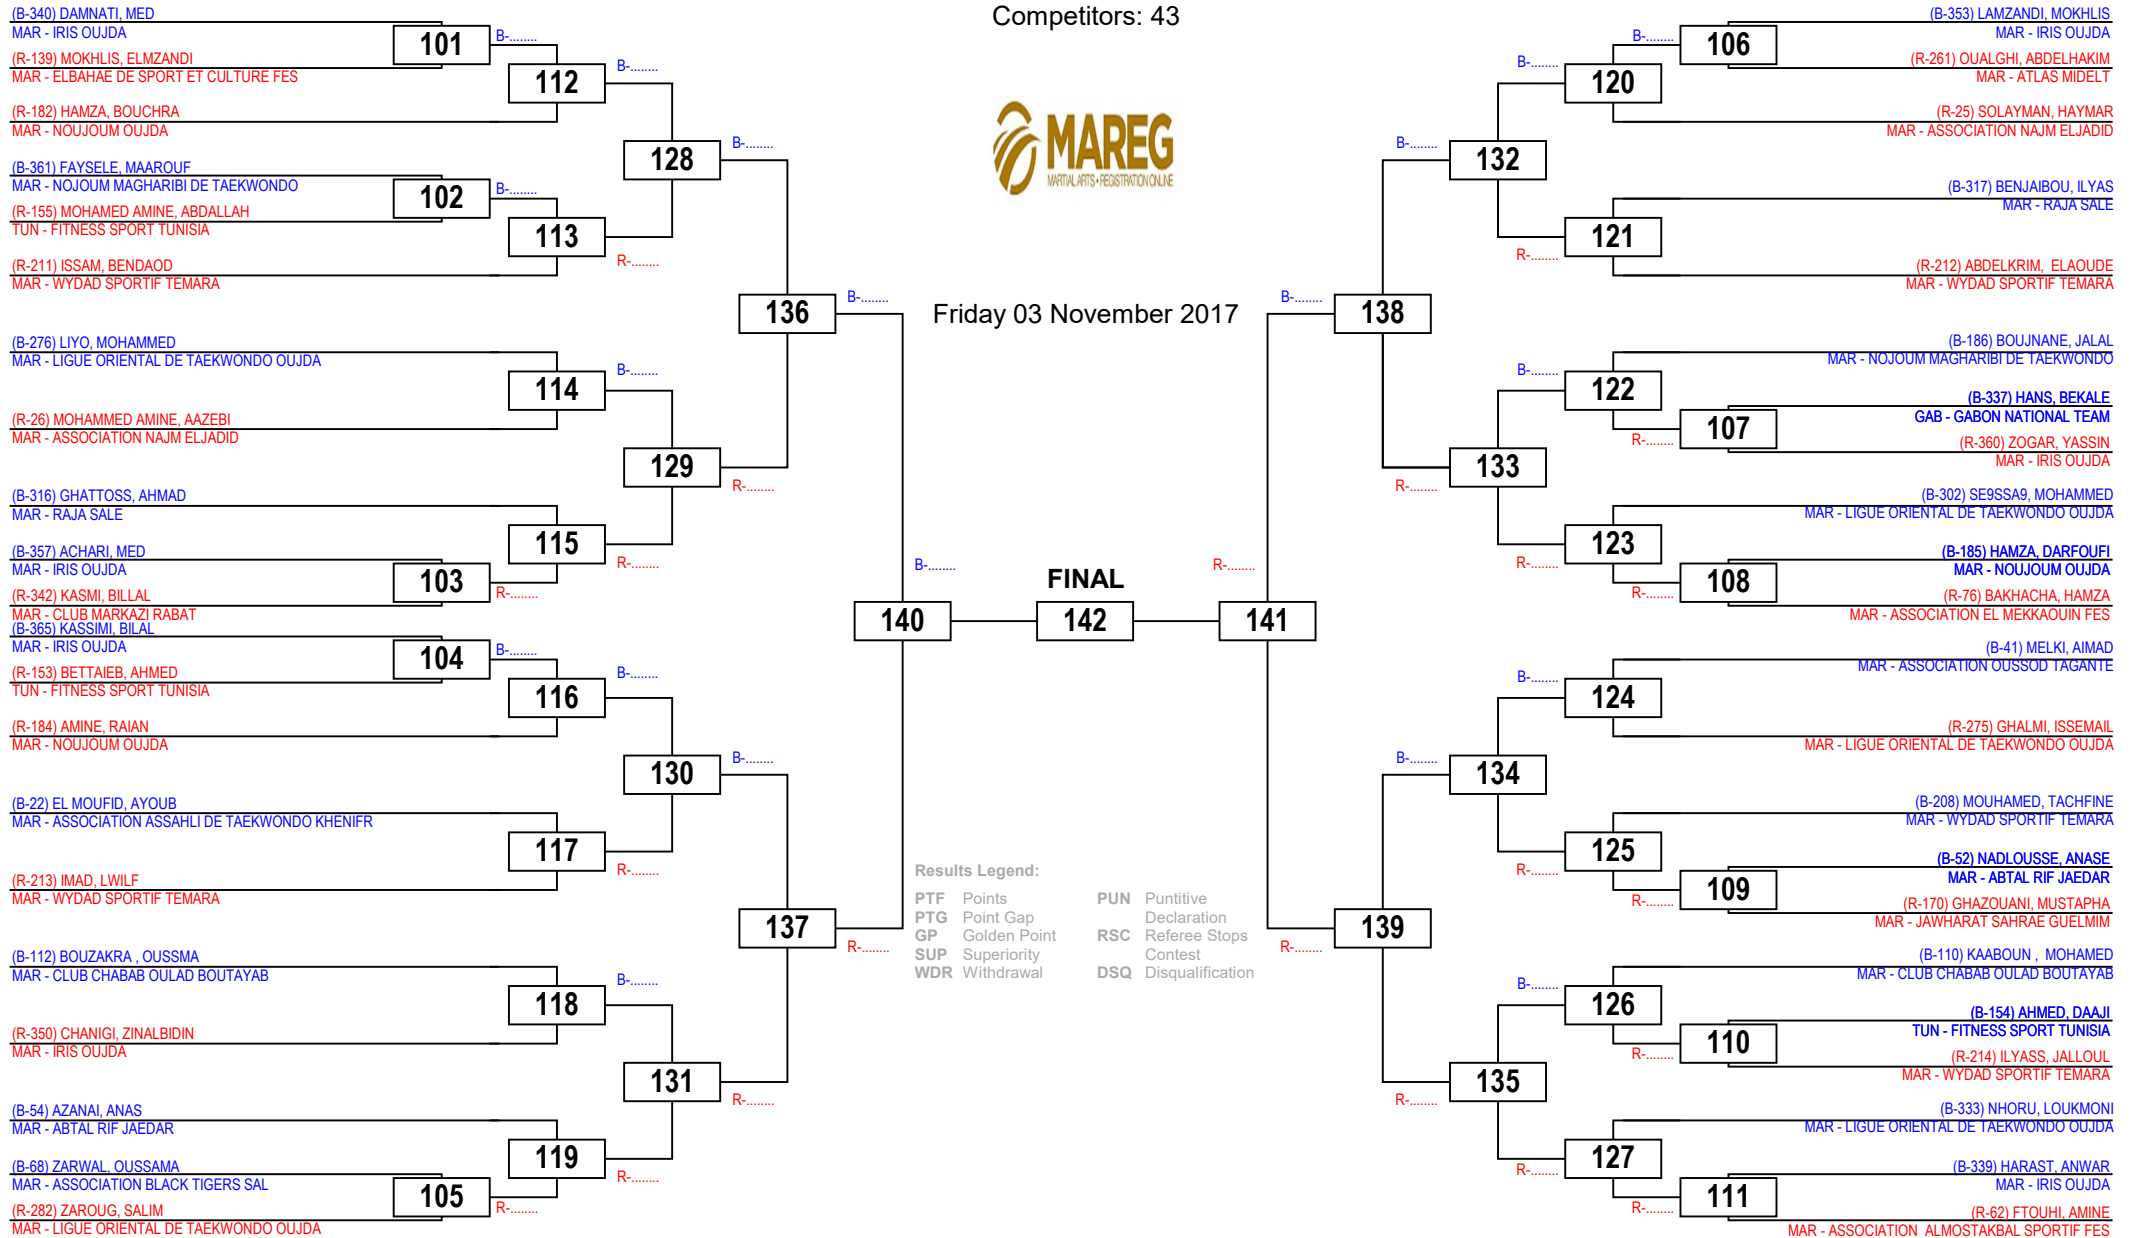 Competitors: 43
MAREG
MARTIAL ARTS • REGISTRATION ONLINE
Friday 03 November 2017
(B-340) DAMNATI, MED
MAR - IRIS OUJDA
101
B-........
(R-139) MOKHLIS, ELMZANDI
MAR - ELBAHAE DE SPORT ET CULTURE FES
112
B-........
(R-182) HAMZA, BOUCHRA
MAR - NOUJOUM OUJDA
128
B-........
(B-361) FAYSELE, MAAROUF
MAR - NOJOUM MAGHARIBI DE TAEKWONDO
102
B-........
(R-155) MOHAMED AMINE, ABDALLAH
TUN - FITNESS SPORT TUNISIA
113
R-........
(R-211) ISSAM, BENDAOD
MAR - WYDAD SPORTIF TEMARA
136
B-........
(B-276) LIYO, MOHAMMED
MAR - LIGUE ORIENTAL DE TAEKWONDO OUJDA
114
B-........
(R-26) MOHAMMED AMINE, AAZEBI
MAR - ASSOCIATION NAJM ELJADID
129
R-........
(B-316) GHATTOSS, AHMAD
MAR - RAJA SALE
115
R-........
(B-357) ACHARI, MED
MAR - IRIS OUJDA
103
R-........
(R-342) KASMI, BILLAL
MAR - CLUB MARKAZI RABAT
B-........
140
(B-365) KASSIMI, BILAL
MAR - IRIS OUJDA
104
B-........
(R-153) BETTAIEB, AHMED
TUN - FITNESS SPORT TUNISIA
116
B-........
(R-184) AMINE, RAIAN
MAR - NOUJOUM OUJDA
130
B-........
(B-22) EL MOUFID, AYOUB
MAR - ASSOCIATION ASSAHLI DE TAEKWONDO KHENIFR
117
R-........
(R-213) IMAD, LWILF
MAR - WYDAD SPORTIF TEMARA
137
R-........
(B-112) BOUZAKRA , OUSSMA
MAR - CLUB CHABAB OULAD BOUTAYAB
118
B-........
(R-350) CHANIGI, ZINALBIDIN
MAR - IRIS OUJDA
131
R-........
(B-54) AZANAI, ANAS
MAR - ABTAL RIF JAEDAR
119
R-........
(B-68) ZARWAL, OUSSAMA
MAR - ASSOCIATION BLACK TIGERS SAL
105
R-........
(R-282) ZAROUG, SALIM
MAR - LIGUE ORIENTAL DE TAEKWONDO OUJDA
FINAL
142
Results Legend:
PTF Points
PTG Point Gap
GP Golden Point
SUP Superiority
WDR Withdrawal
PUN Puntitive
Declaration
RSC Referee Stops
Contest
DSQ Disqualification
(B-353) LAMZANDI, MOKHLIS
MAR - IRIS OUJDA
B-........
106
(R-261) OUALGHI, ABDELHAKIM
MAR - ATLAS MIDELT
B-........
120
(R-25) SOLAYMAN, HAYMAR
MAR - ASSOCIATION NAJM ELJADID
B-........
132
(B-317) BENJAIBOU, ILYAS
MAR - RAJA SALE
R-........
121
(R-212) ABDELKRIM, ELAOUDE
MAR - WYDAD SPORTIF TEMARA
B-........
138
(B-186) BOUJNANE, JALAL
MAR - NOJOUM MAGHARIBI DE TAEKWONDO
B-........
122
(B-337) HANS, BEKALE
GAB - GABON NATIONAL TEAM
R-........
107
(R-360) ZOGAR, YASSIN
MAR - IRIS OUJDA
R-........
133
(B-302) SE9SSA9, MOHAMMED
MAR - LIGUE ORIENTAL DE TAEKWONDO OUJDA
R-........
123
(B-185) HAMZA, DARFOUFI
MAR - NOUJOUM OUJDA
R-........
108
(R-76) BAKHACHA, HAMZA
MAR - ASSOCIATION EL MEKKAOUIN FES
R-........
141
(B-41) MELKI, AIMAD
MAR - ASSOCIATION OUSSOD TAGANTE
B-........
124
(R-275) GHALMI, ISSEMAIL
MAR - LIGUE ORIENTAL DE TAEKWONDO OUJDA
B-........
134
(B-208) MOUHAMED, TACHFINE
MAR - WYDAD SPORTIF TEMARA
R-........
125
(B-52) NADLOUSSE, ANASE
MAR - ABTAL RIF JAEDAR
R-........
109
(R-170) GHAZOUANI, MUSTAPHA
MAR - JAWHARAT SAHRAE GUELMIM
R-........
139
(B-110) KAABOUN , MOHAMED
MAR - CLUB CHABAB OULAD BOUTAYAB
B-........
126
(B-154) AHMED, DAAJI
TUN - FITNESS SPORT TUNISIA
R-........
110
(R-214) ILYASS, JALLOUL
MAR - WYDAD SPORTIF TEMARA
R-........
135
(B-333) NHORU, LOUKMONI
MAR - LIGUE ORIENTAL DE TAEKWONDO OUJDA
R-........
127
(B-339) HARAST, ANWAR
MAR - IRIS OUJDA
R-........
111
(R-62) FTOUHI, AMINE
MAR - ASSOCIATION ALMOSTAKBAL SPORTIF FES